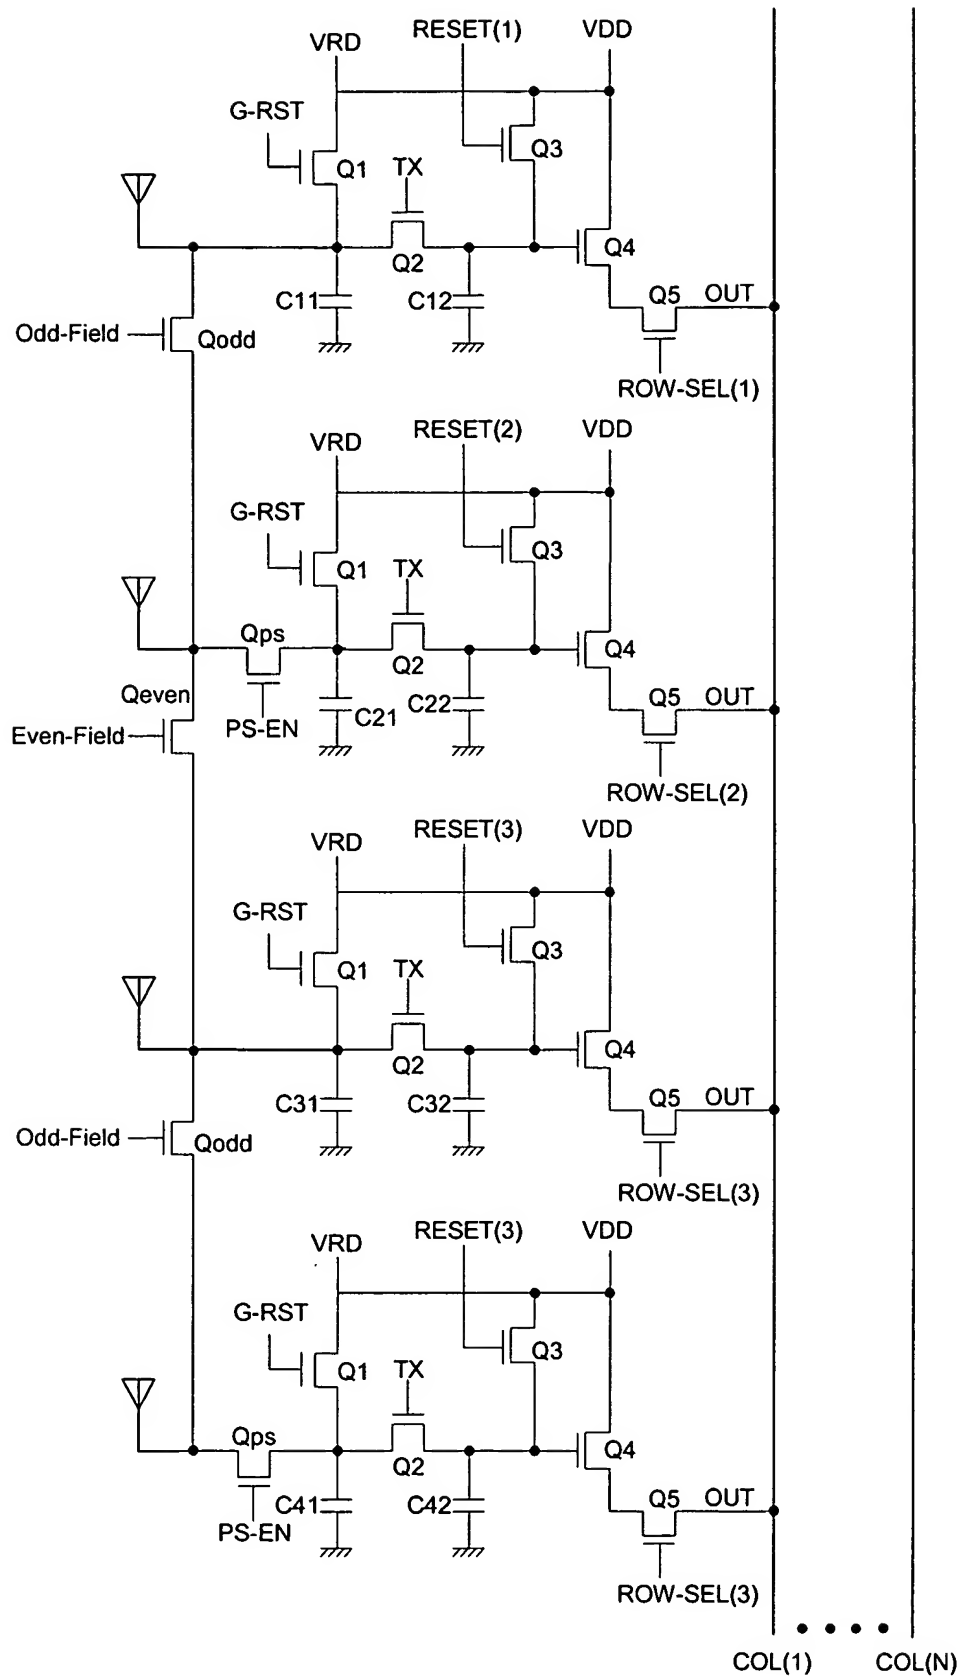 RESET(1)
VDD
VRD
G-RST
Q1
TX
Q3
Q2
Q4
C11
C12
Q5
OUT
Odd-Field
Qodd
ROW-SEL(1)
RESET(2)
VDD
VRD
G-RST
Q1
TX
Q3
Qps
Q2
Q4
Qeven
C21
C22
Q5
OUT
Even-Field
PS-EN
ROW-SEL(2)
RESET(3)
VDD
VRD
G-RST
Q1
TX
Q3
Q2
Q4
C31
C32
Q5
OUT
Odd-Field
Qodd
ROW-SEL(3)
RESET(3)
VDD
VRD
G-RST
Q1
TX
Q3
Qps
Q2
Q4
C41
C42
Q5
OUT
PS-EN
ROW-SEL(3)
COL(1)
COL(N)